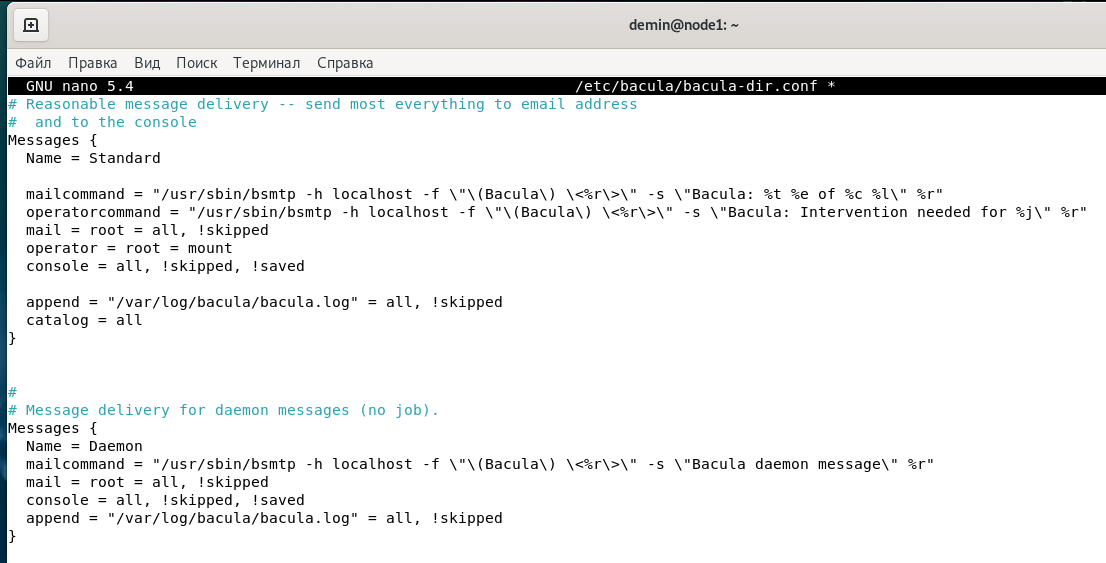 demin@node1: ~
Файл Правка Вид Поиск Терминал Справка
GNU nano 5.4 /etc/bacula/bacula-dir.conf *
# Reasonable message delivery -- send most everything to email address
#  and to the console
Messages {
  Name = Standard

  mailcommand = "/usr/sbin/bsmtp -h localhost -f \"\(Bacula\) \<%r\>\" -s \"Bacula: %t %e of %c %l\" %r"
  operatorcommand = "/usr/sbin/bsmtp -h localhost -f \"\(Bacula\) \<%r\>\" -s \"Bacula: Intervention needed for %j\" %r"
  mail = root = all, !skipped
  operator = root = mount
  console = all, !skipped, !saved

  append = "/var/log/bacula/bacula.log" = all, !skipped
  catalog = all
}

#
# Message delivery for daemon messages (no job).
Messages {
  Name = Daemon
  mailcommand = "/usr/sbin/bsmtp -h localhost -f \"\(Bacula\) \<%r\>\" -s \"Bacula daemon message\" %r"
  mail = root = all, !skipped
  console = all, !skipped, !saved
  append = "/var/log/bacula/bacula.log" = all, !skipped
}